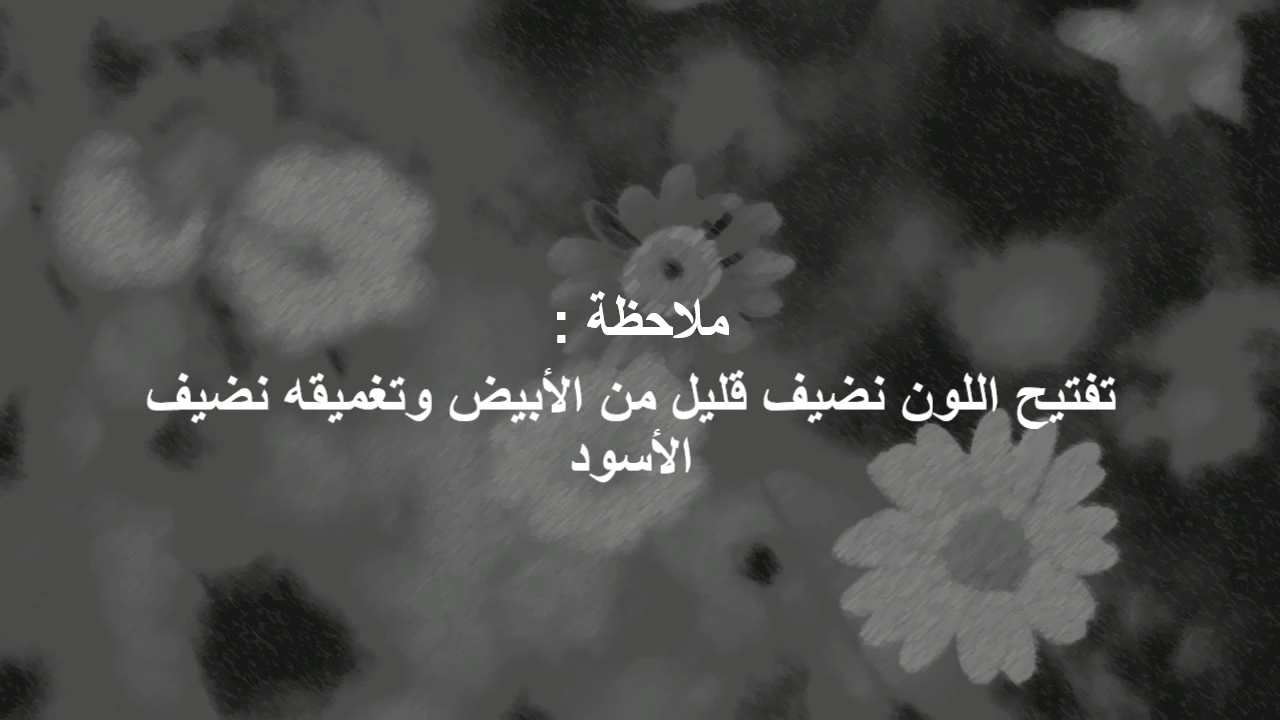 ملاحظة :
تفتيح اللون نضيف قليل من الأبيض وتغميقه نضيف
الأسود